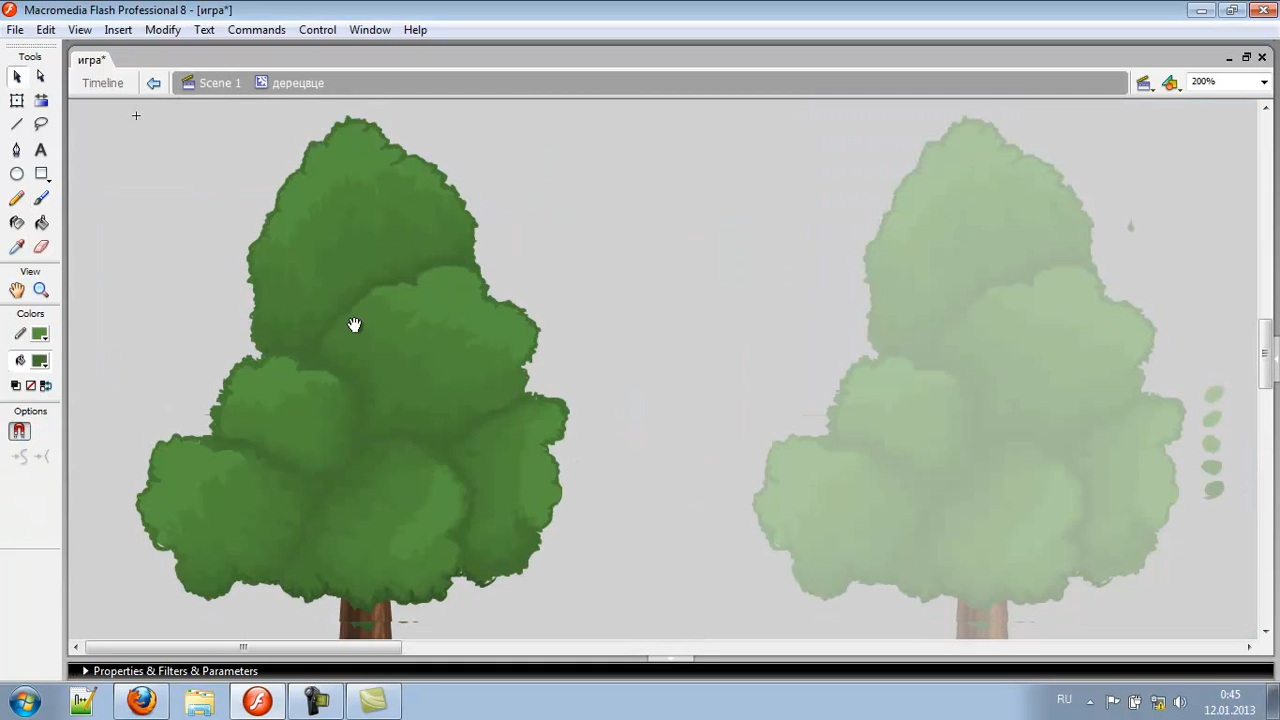 Macromedia Flash Professional 8 - [игра*]
File Edit View Insert Modify Text Commands Control Window Help
Tools
игра*
Timeline
Scene 1
дерецвце
200%
View
Colors
Options
Properties & Filters & Parameters
RU
0:45
12.01.2013